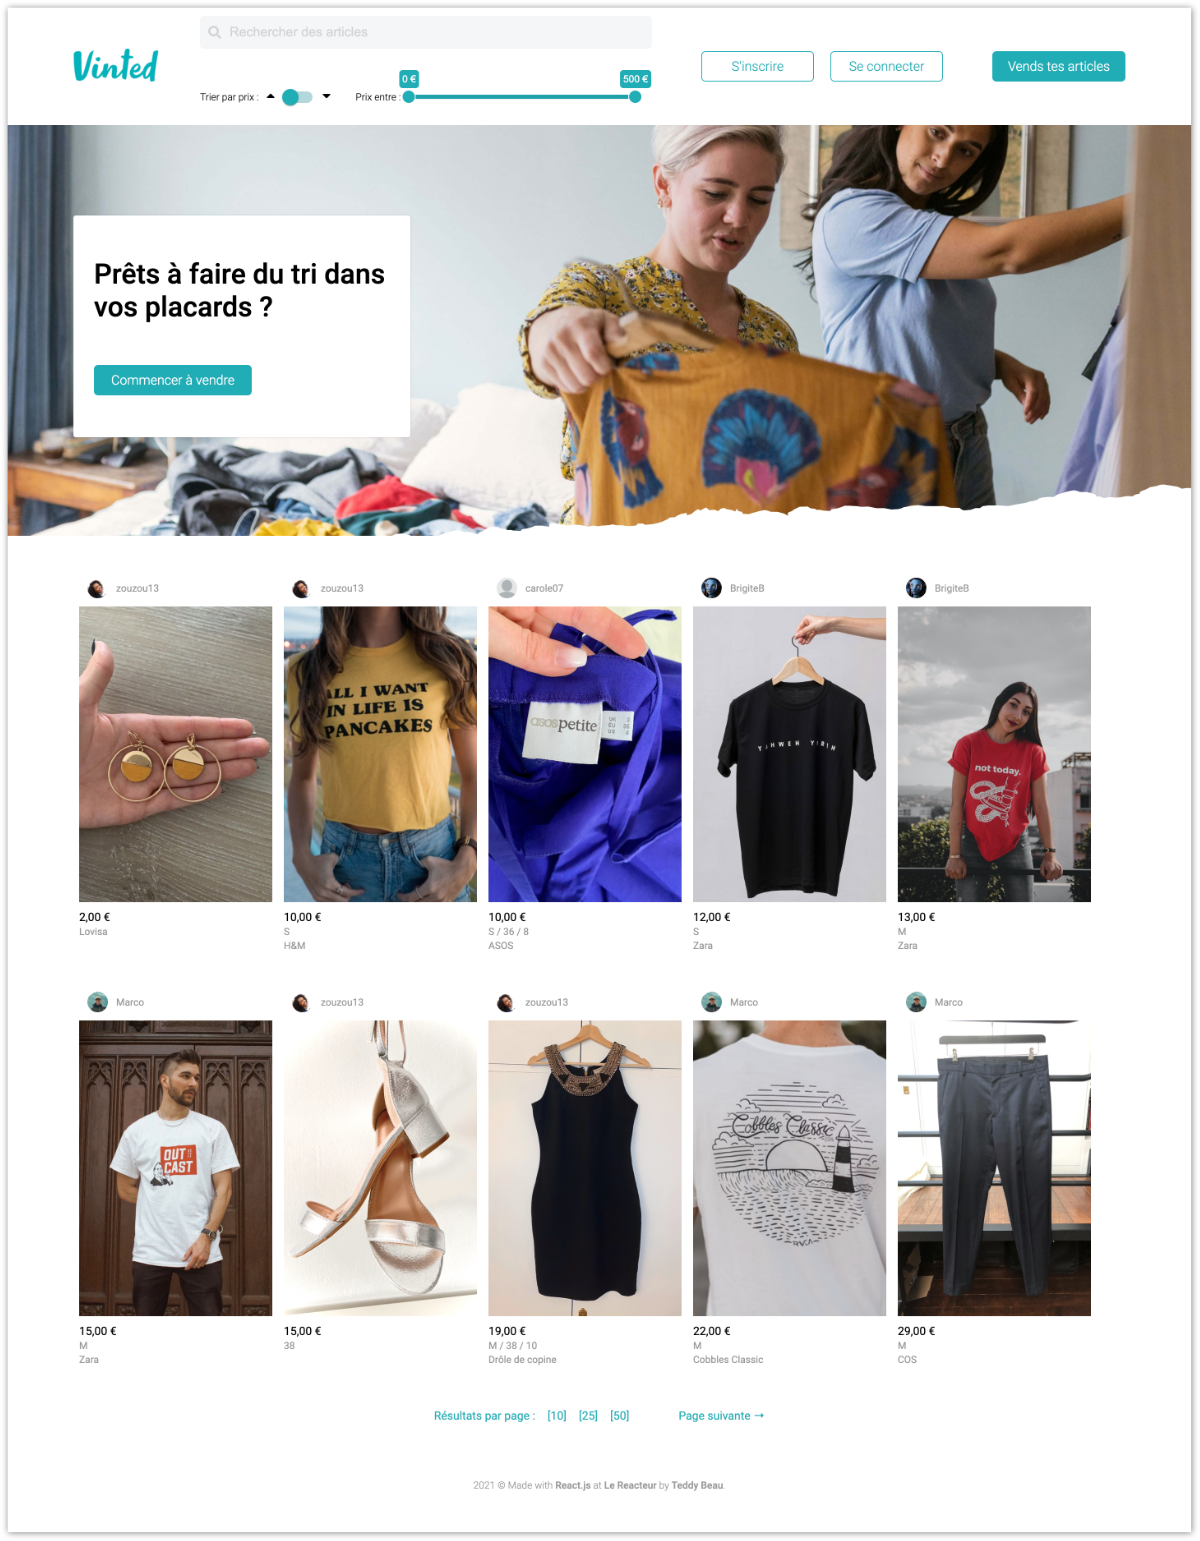 Vinted
Rechercher des articles
Trier par prix :
Prix entre :
0 €
500 €
S'inscrire
Se connecter
Vends tes articles
Prêts à faire du tri dans
vos placards ?
Commencer à vendre
zouzou13
zouzou13
carole07
BrigiteB
BrigiteB
ALL I WANT
IN LIFE IS
PANCAKES
asos petite
YAHWEH YIRIH
not today.
2,00 €
Lovisa
10,00 €
S
H&M
10,00 €
S / 36 / 8
ASOS
12,00 €
S
Zara
13,00 €
M
Zara
Marco
zouzou13
zouzou13
Marco
Marco
OUT
CAST
Cobbles Classic
RVCA
15,00 €
M
Zara
15,00 €
38
19,00 €
M / 38 / 10
Drôle de copine
22,00 €
M
Cobbles Classic
29,00 €
M
COS
Résultats par page : [10] [25] [50]
Page suivante →
2021 © Made with React.js at Le Reacteur by Teddy Beau.